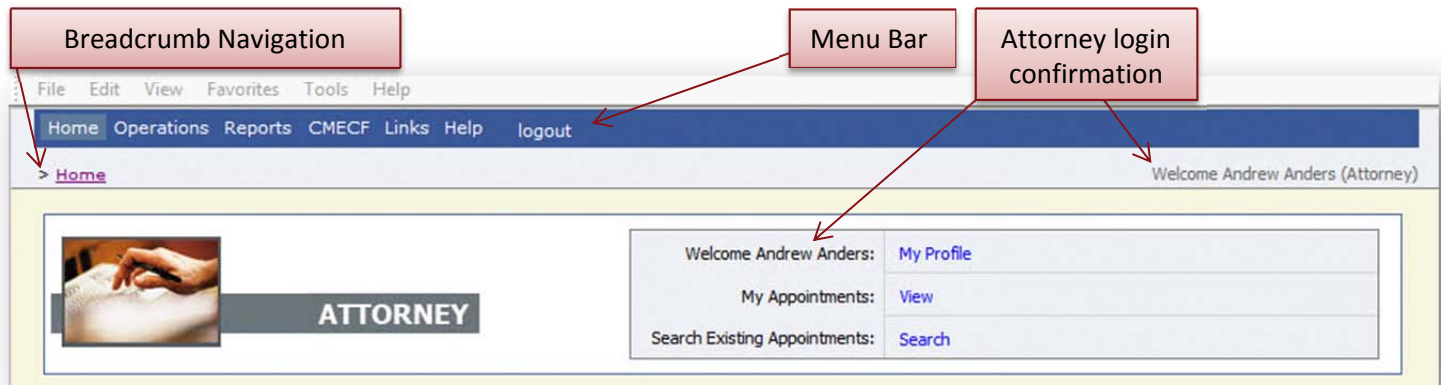 Breadcrumb Navigation
Menu Bar
Attorney login
confirmation
File Edit View Favorites Tools Help
Home Operations Reports CMECF Links Help logout
> Home
Welcome Andrew Anders (Attorney)
ATTORNEY
Welcome Andrew Anders: My Profile
My Appointments: View
Search Existing Appointments: Search